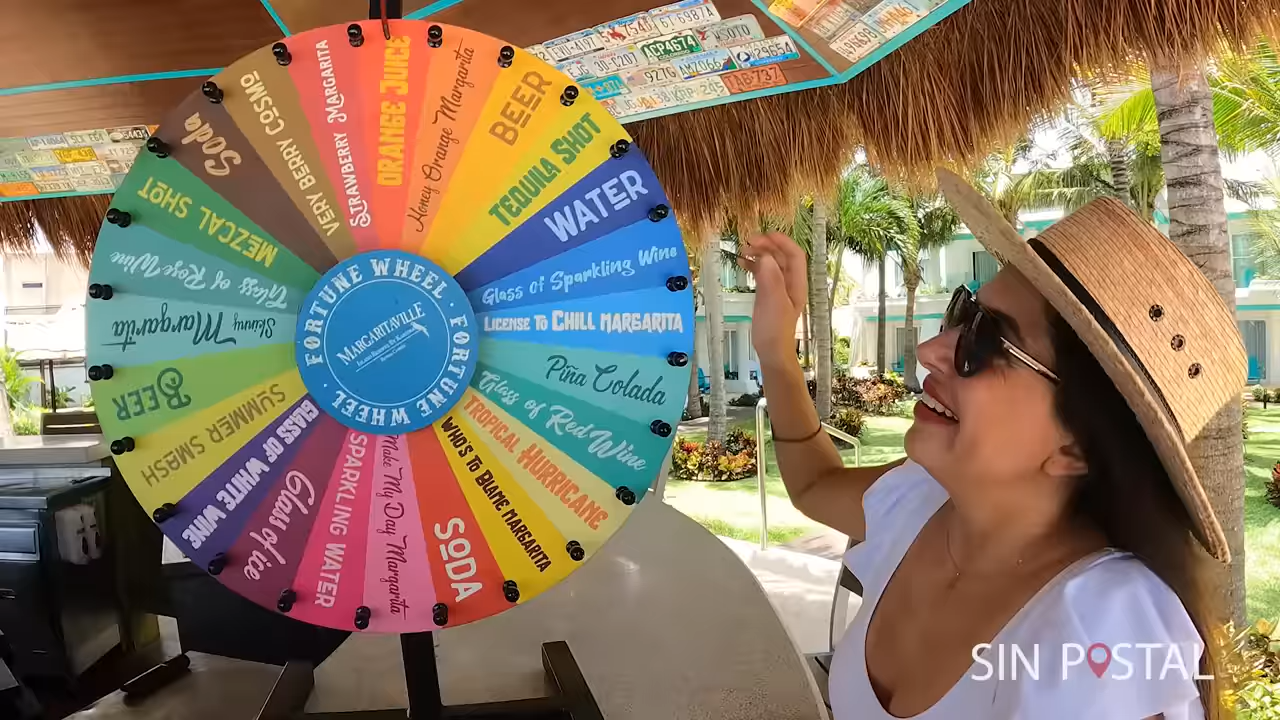 FORTUNE WHEEL · FORTUNE WHEEL ·
MARGARITAVILLE
ORANGE JUICE
Honey Orange Margarita
BEER
TEQUILA SHOT
WATER
Glass of Sparkling Wine
LICENSE TO CHILL MARGARITA
Piña Colada
Glass of Red Wine
TROPICAL HURRICANE
WHO'S TO BLAME MARGARITA
SODA
Make My Day Margarita
SPARKLING WATER
Glass of ice
GLASS OF WHITE WINE
SUMMER SMASH
BEER
Skinny Margarita
Glass of Rose Wine
MEZCAL SHOT
Soda
VERY BERRY COSMO
STRAWBERRY MARGARITA
ACP4674
SIN POSTAL